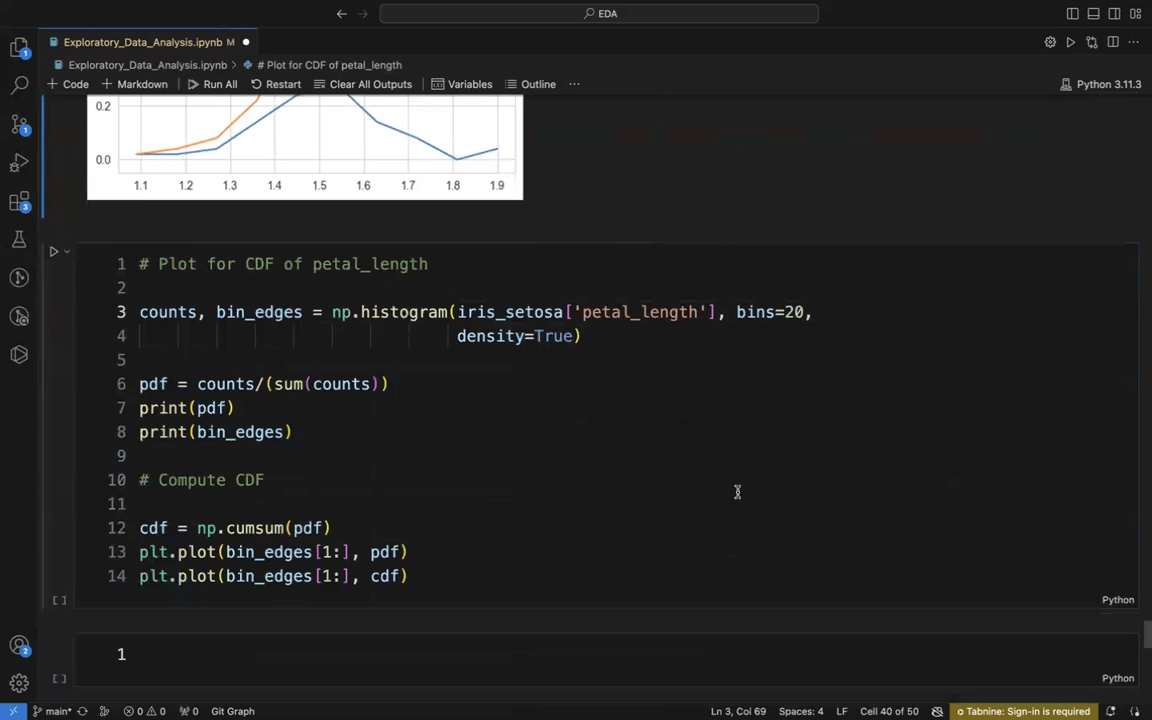 EDA
Exploratory_Data_Analysis.ipynb M
Exploratory_Data_Analysis.ipynb > # Plot for CDF of petal_length
+ Code + Markdown Run All Restart Clear All Outputs Variables Outline ... Python 3.11.3
0.2
0.0
1.1 1.2 1.3 1.4 1.5 1.6 1.7 1.8 1.9
1 # Plot for CDF of petal_length
2
3 counts, bin_edges = np.histogram(iris_setosa['petal_length'], bins=20,
4 density=True)
5
6 pdf = counts/(sum(counts))
7 print(pdf)
8 print(bin_edges)
9
10 # Compute CDF
11
12 cdf = np.cumsum(pdf)
13 plt.plot(bin_edges[1:], pdf)
14 plt.plot(bin_edges[1:], cdf)
[ ] Python
1
[ ] Python
1
1
3
2
main* 0 0 0 Git Graph Ln 3, Col 69 Spaces: 4 LF Cell 40 of 50 Tabnine: Sign-in is required